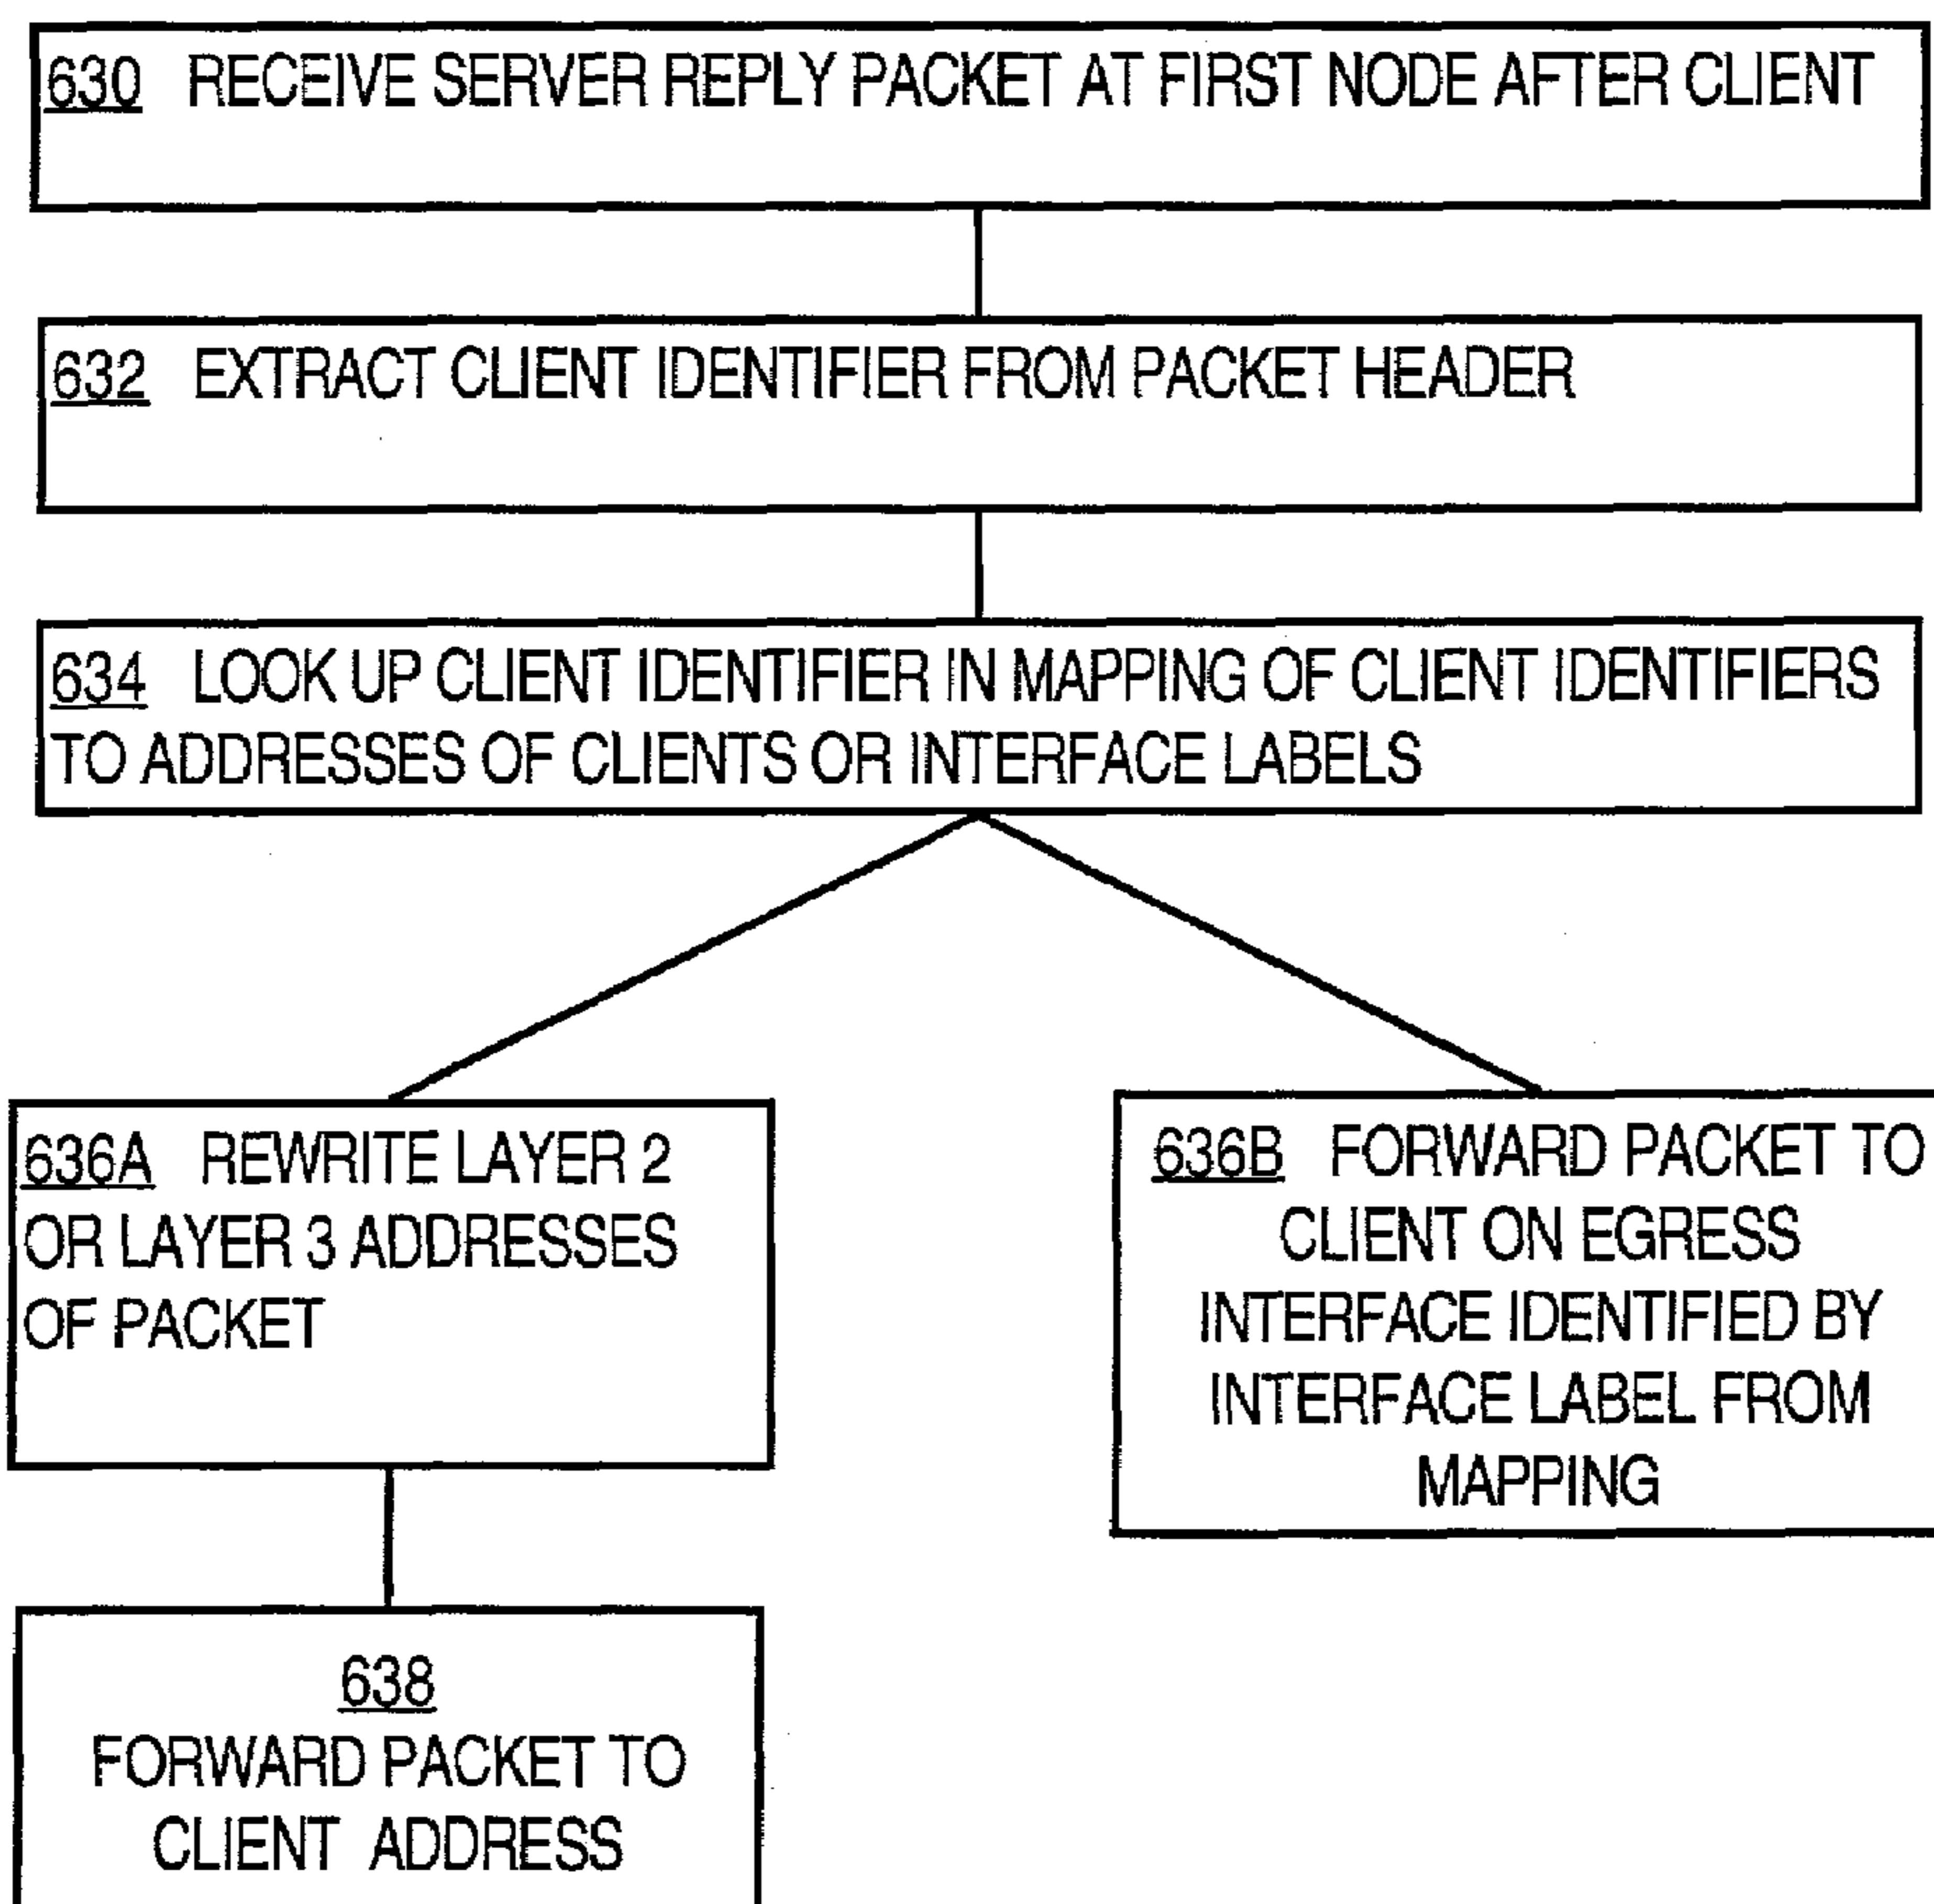 630 RECEIVE SERVER REPLY PACKET AT FIRST NODE AFTER CLIENT
632 EXTRACT CLIENT IDENTIFIER FROM PACKET HEADER
634 LOOK UP CLIENT IDENTIFIER IN MAPPING OF CLIENT IDENTIFIERS
TO ADDRESSES OF CLIENTS OR INTERFACE LABELS
636A REWRITE LAYER 2
OR LAYER 3 ADDRESSES
OF PACKET
636B FORWARD PACKET TO
CLIENT ON EGRESS
INTERFACE IDENTIFIED BY
INTERFACE LABEL FROM
MAPPING
638
FORWARD PACKET TO
CLIENT ADDRESS